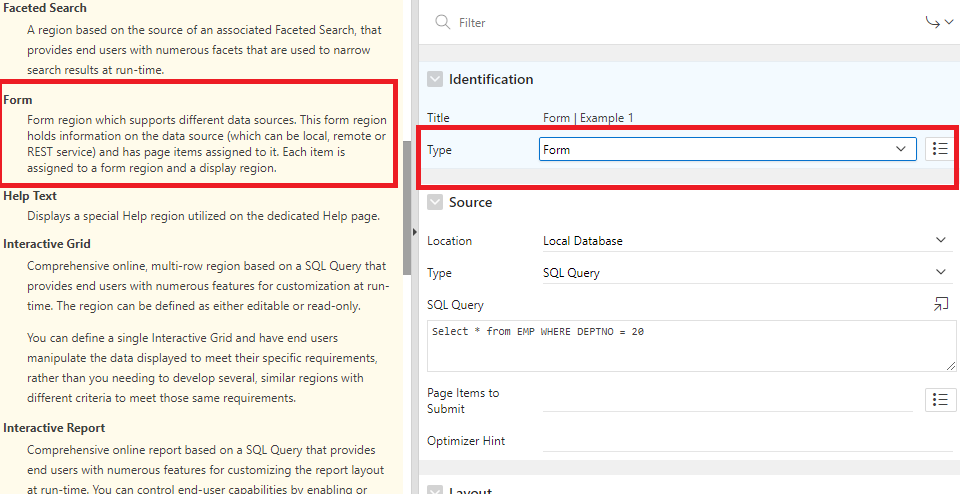 Faceted Search
A region based on the source of an associated Faceted Search, that
provides end users with numerous facets that are used to narrow
search results at run-time.
Form
Form region which supports different data sources. This form region
holds information on the data source (which can be local, remote or
REST service) and has page items assigned to it. Each item is
assigned to a form region and a display region.
Help Text
Displays a special Help region utilized on the dedicated Help page.
Interactive Grid
Comprehensive online, multi-row region based on a SQL Query that
provides end users with numerous features for customization at run-
time. The region can be defined as either editable or read-only.
You can define a single Interactive Grid and have end users
manipulate the data displayed to meet their specific requirements,
rather than you needing to develop several, similar regions with
different criteria to meet those same requirements.
Interactive Report
Comprehensive online report based on a SQL Query that provides
end users with numerous features for customizing the report layout
at run-time. You can control end-user capabilities by enabling or
Filter
Identification
Title Form | Example 1
Type Form
Source
Location Local Database
Type SQL Query
SQL Query
Select * from EMP WHERE DEPTNO = 20
Page Items to
Submit
Optimizer Hint
Layout